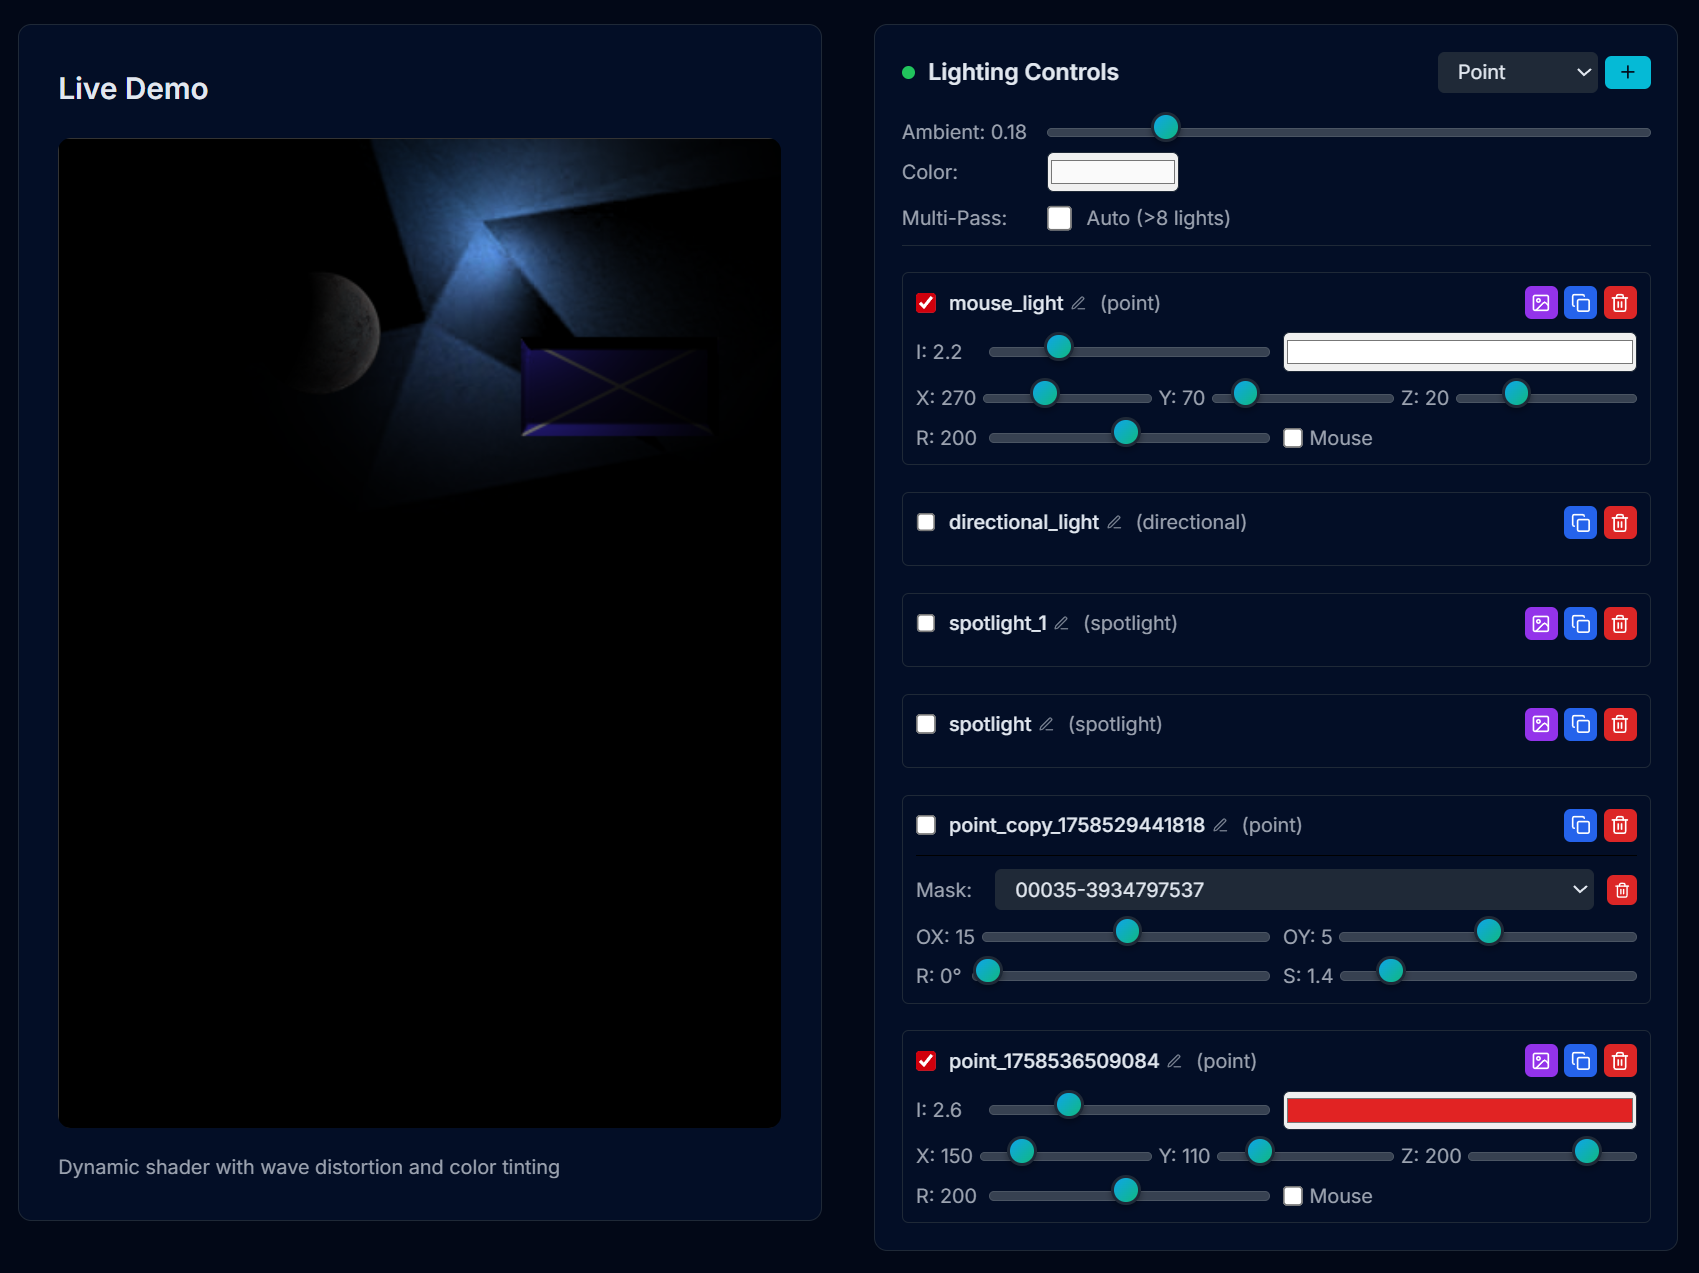 Live Demo
Dynamic shader with wave distortion and color tinting
Lighting Controls
Point
Ambient: 0.18
Color:
Multi-Pass: Auto (>8 lights)
mouse_light (point)
I: 2.2
X: 270 Y: 70 Z: 20
R: 200 Mouse
directional_light (directional)
spotlight_1 (spotlight)
spotlight (spotlight)
point_copy_1758529441818 (point)
Mask: 00035-3934797537
OX: 15 OY: 5
R: 0° S: 1.4
point_1758536509084 (point)
I: 2.6
X: 150 Y: 110 Z: 200
R: 200 Mouse